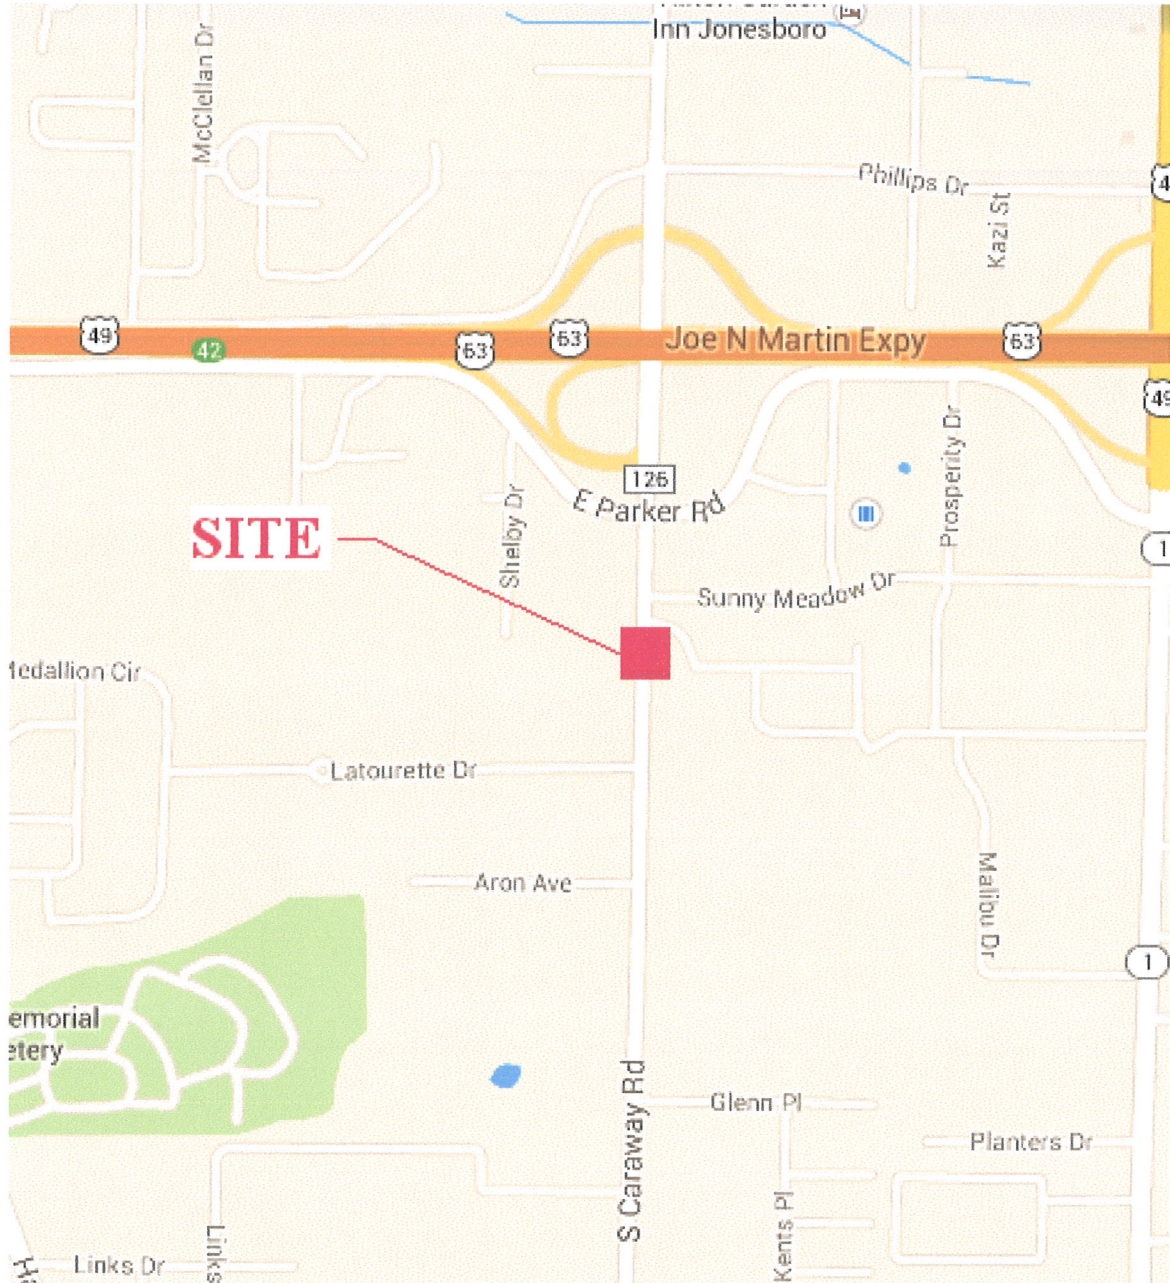 Inn Jonesboro
McClellan Dr
Phillips Dr
Kazi St
49
42
63
63
Joe N Martin Expy
63
49
126
E Parker Rd
Prosperity Dr
SITE
Shelby Dr
1
Sunny Meadow Dr
Medallion Cir
Latourette Dr
Aron Ave
Malibu Dr
1
emorial
etery
S Caraway Rd
Glenn Pl
Planters Dr
Kents Pl
Links
Links Dr